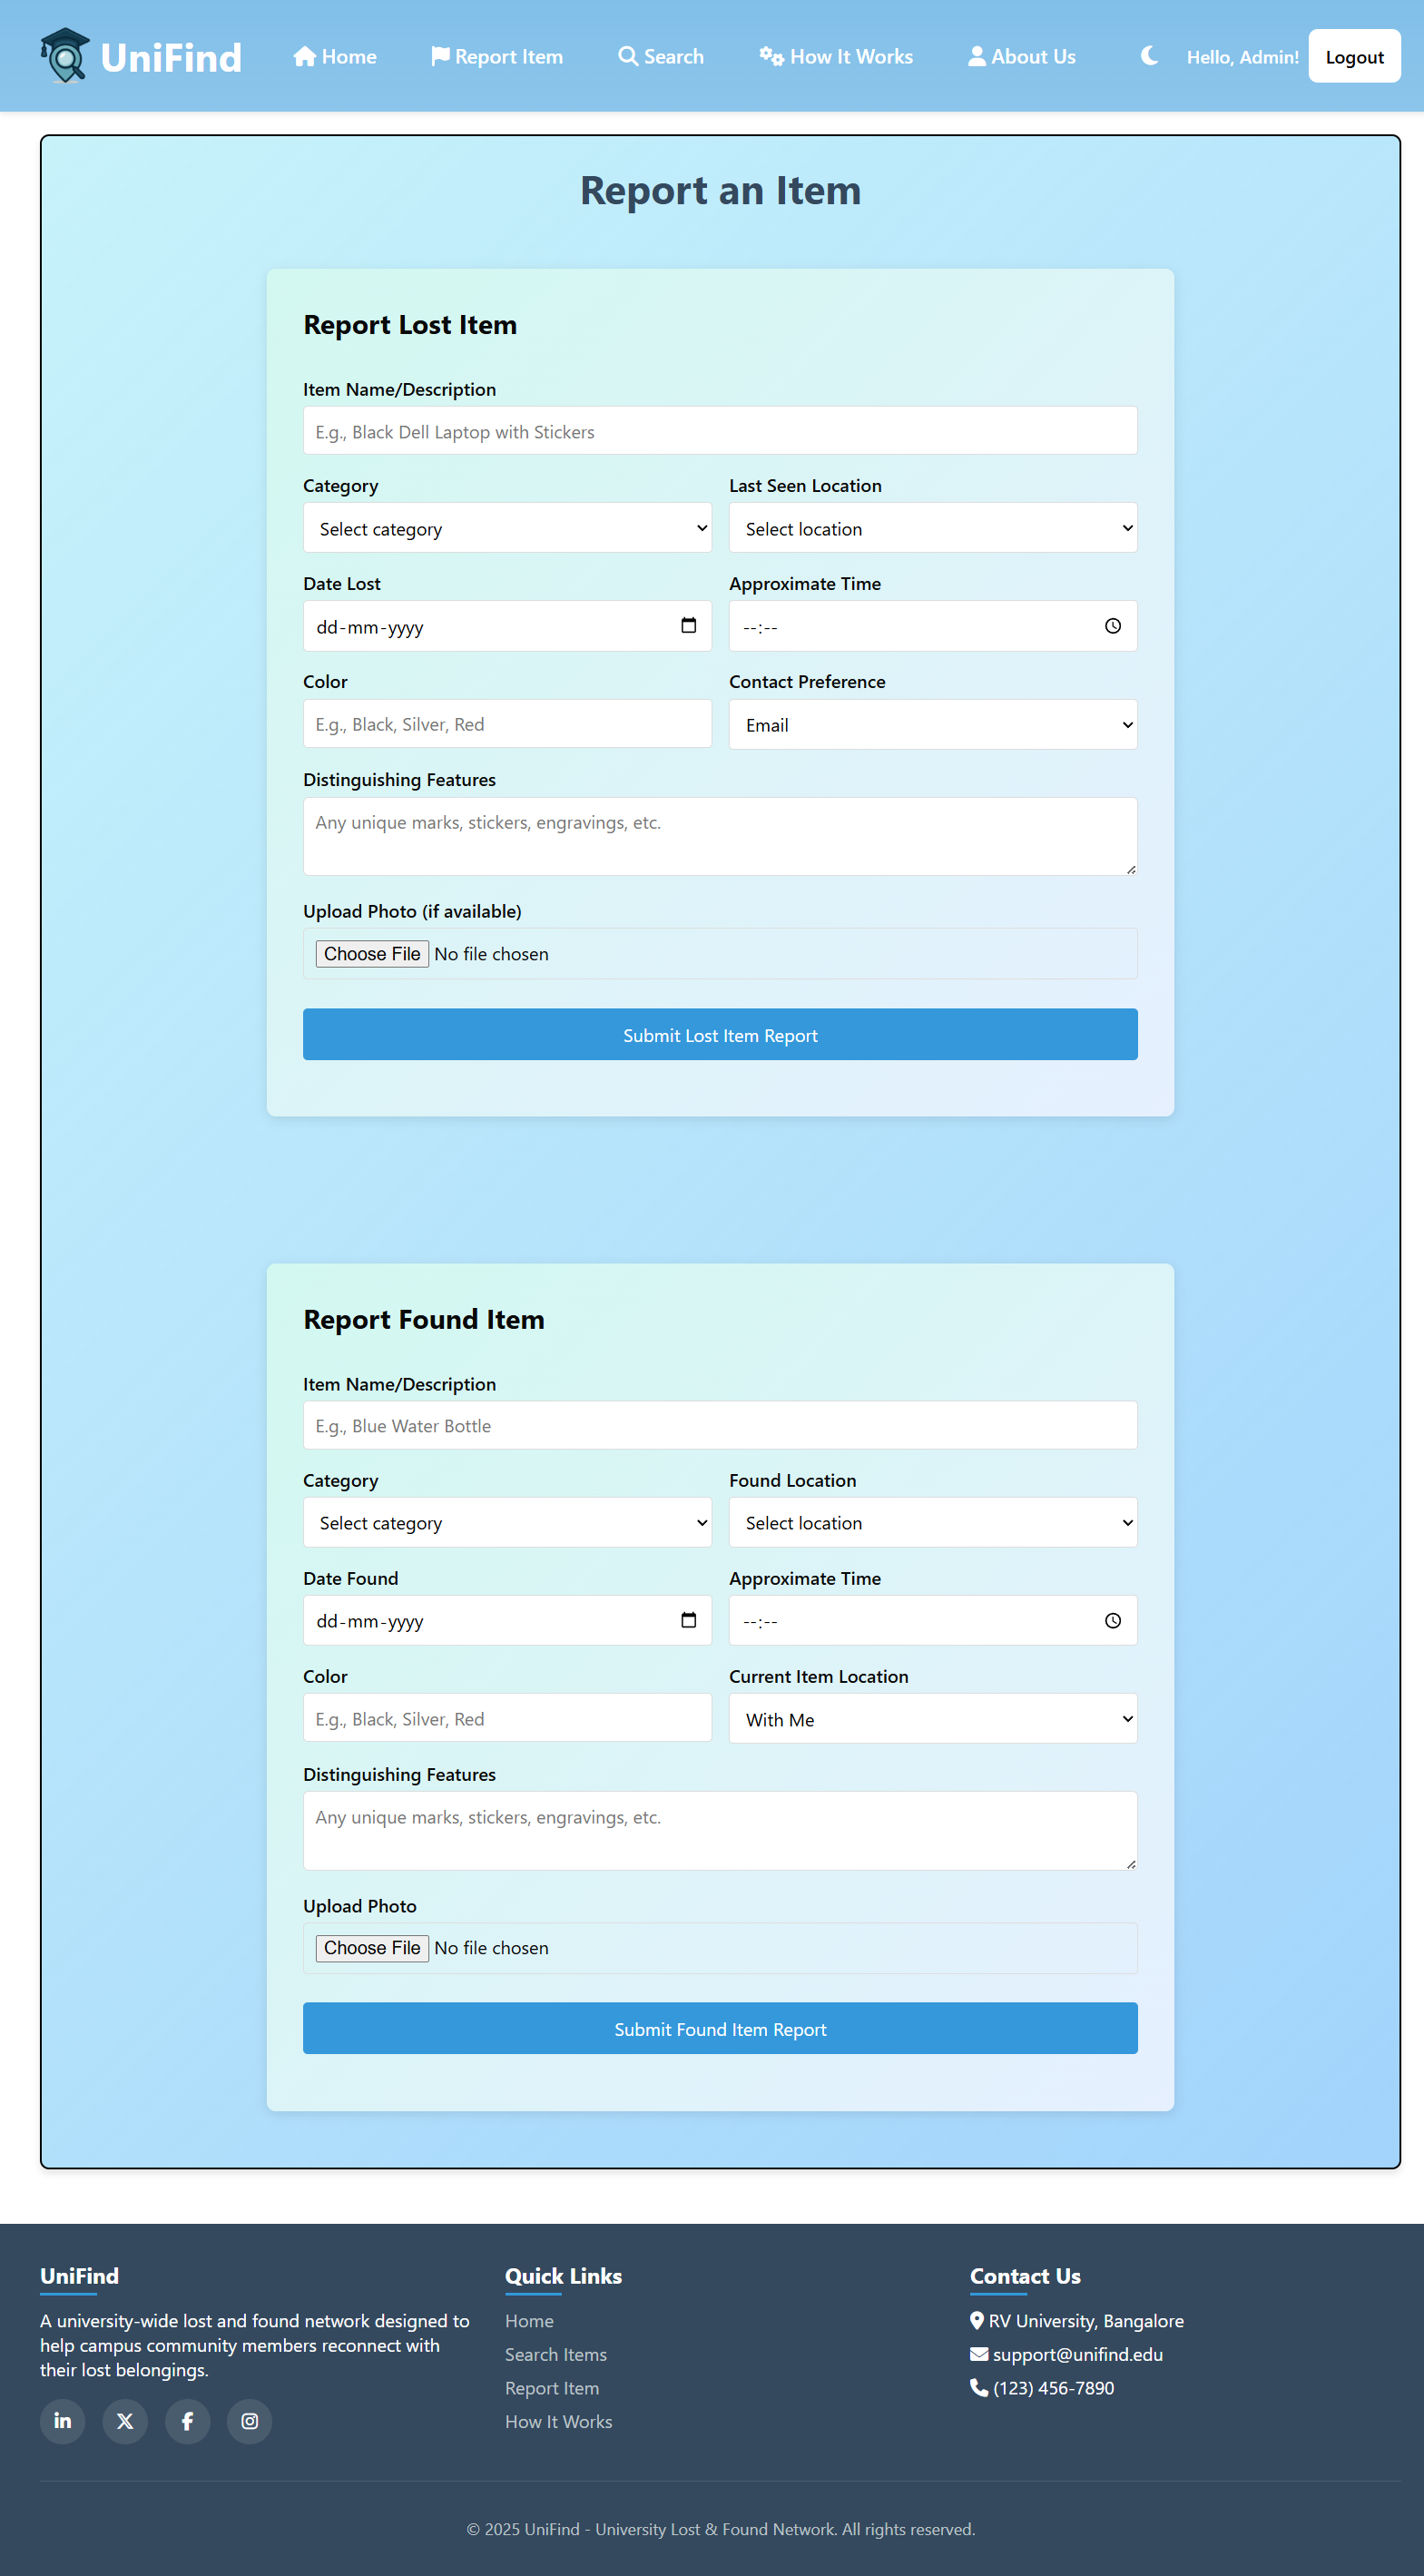 UniFind
Home
Report Item
Search
How It Works
About Us
Hello, Admin!
Logout
Report an Item
Report Lost Item
Item Name/Description
E.g., Black Dell Laptop with Stickers
Category
Last Seen Location
Select category
Select location
Date Lost
Approximate Time
dd-mm-yyyy
--:--
Color
Contact Preference
E.g., Black, Silver, Red
Email
Distinguishing Features
Any unique marks, stickers, engravings, etc.
Upload Photo (if available)
Choose File No file chosen
Submit Lost Item Report
Report Found Item
Item Name/Description
E.g., Blue Water Bottle
Category
Found Location
Select category
Select location
Date Found
Approximate Time
dd-mm-yyyy
--:--
Color
Current Item Location
E.g., Black, Silver, Red
With Me
Distinguishing Features
Any unique marks, stickers, engravings, etc.
Upload Photo
Choose File No file chosen
Submit Found Item Report
UniFind
A university-wide lost and found network designed to
help campus community members reconnect with
their lost belongings.
Quick Links
Home
Search Items
Report Item
How It Works
Contact Us
RV University, Bangalore
support@unifind.edu
(123) 456-7890
© 2025 UniFind - University Lost & Found Network. All rights reserved.